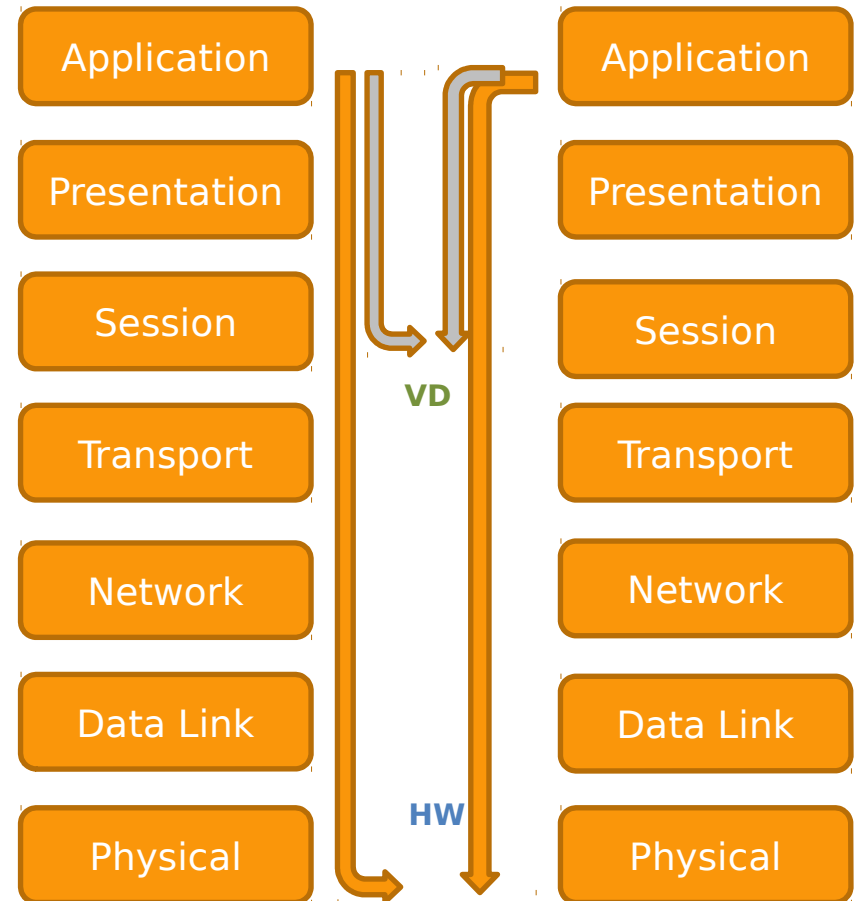 Application
Application
Presentation
Presentation
Session
Session
VD
Transport
Transport
Network
Network
Data Link
Data Link
HW
Physical
Physical